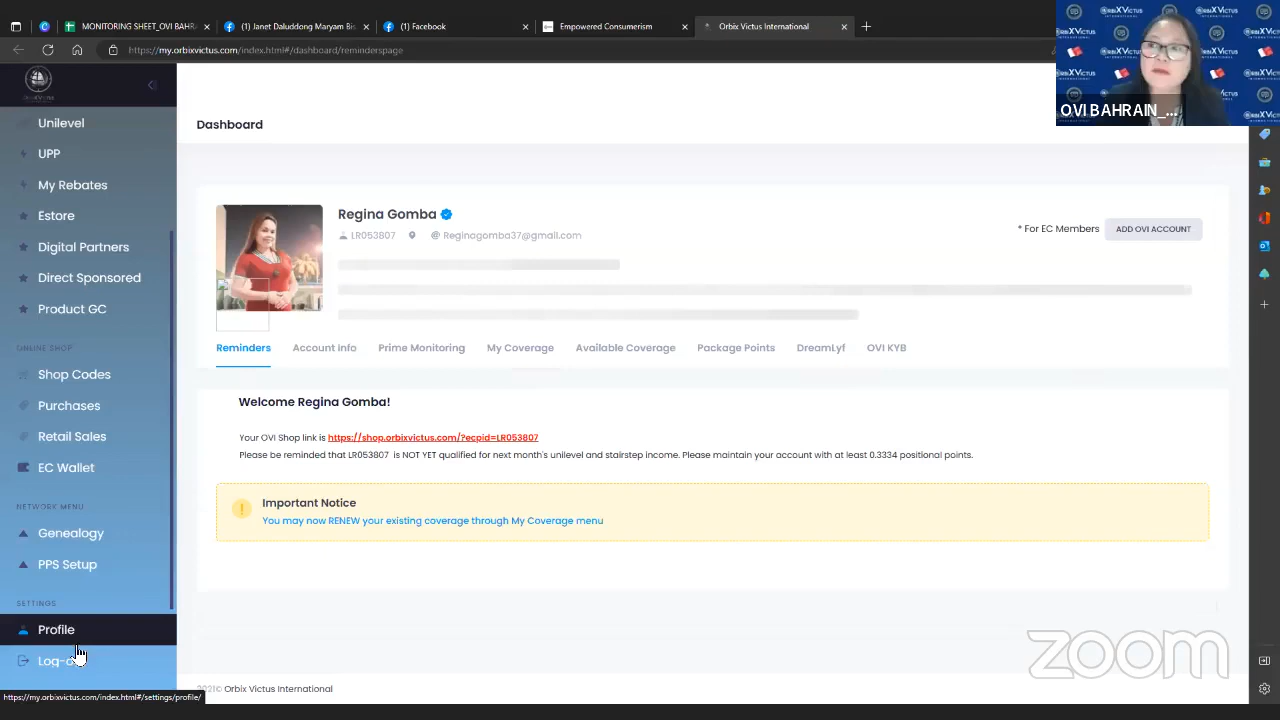 MONITORING SHEET_OVI BAHR
(1) Janet Daluddong Maryam Bis
(1) Facebook
Empowered Consumerism
Orbix Victus International
https://my.orbixvictus.com/index.html#/dashboard/reminderspage
OVI BAHRAIN_...
Dashboard
Unilevel
UPP
My Rebates
Estore
Digital Partners
Promotions
Product GC
ONLINE SHOP
Shop Codes
Purchases
Retail Sales
EC Wallet
NETWORK MENU
Genealogy
PPS Setup
SETTINGS
Profile
Log-o
Regina Gomba
LR053807
Reginagomba37@gmail.com
* For EC Members
ADD OVI ACCOUNT
Reminders
Account Info
Prime Monitoring
My Coverage
Available Coverage
Package Points
DreamLyf
OVI KYB
Welcome Regina Gomba!
Your OVI Shop link is https://shop.orbixvictus.com/?ecpid=LR053807
Please be reminded that LR053807 is NOT YET qualified for next month's unilevel and stairstep income. Please maintain your account with at least 0.3334 positional points.
Important Notice
You may now RENEW your existing coverage through My Coverage menu
zoom
2021© Orbix Victus International
https://my.orbixvictus.com/index.html#/settings/profile/